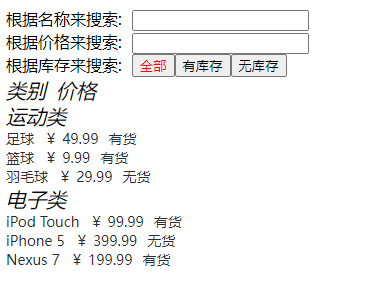 根据名称来搜索:
根据价格来搜索:
根据库存来搜索: 全部 有库存 无库存
类别 价格
运动类
足球 ￥ 49.99 有货
篮球 ￥ 9.99 有货
羽毛球 ￥ 29.99 无货
电子类
iPod Touch ￥ 99.99 有货
iPhone 5 ￥ 399.99 无货
Nexus 7 ￥ 199.99 有货